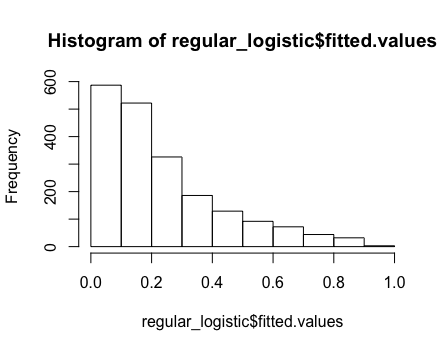 Histogram of regular_logistic$fitted.values
Frequency
600
400
200
0
0.0 0.2 0.4 0.6 0.8 1.0
regular_logistic$fitted.values